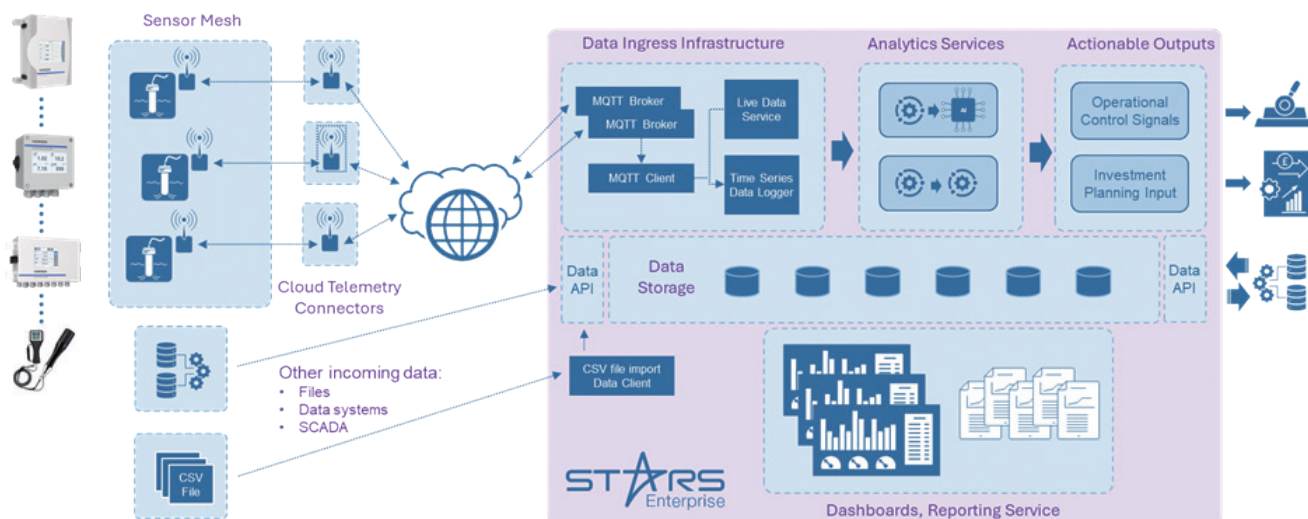 Sensor Mesh
Cloud Telemetry
Connectors
Other incoming data:
• Files
• Data systems
• SCADA
CSV
File
Data Ingress Infrastructure
MQTT Broker
MQTT Broker
MQTT Client
Live Data
Service
Time Series
Data Logger
Analytics Services
AI
Actionable Outputs
Operational
Control Signals
Investment
Planning Input
£
Data
API
Data
Storage
Data
API
CSV file import
Data Client
STARS
Enterprise
Dashboards, Reporting Service